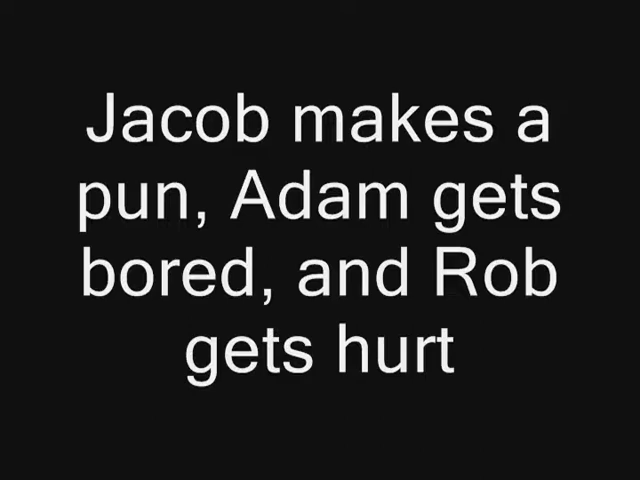 Jacob makes a
pun, Adam gets
bored, and Rob
gets hurt